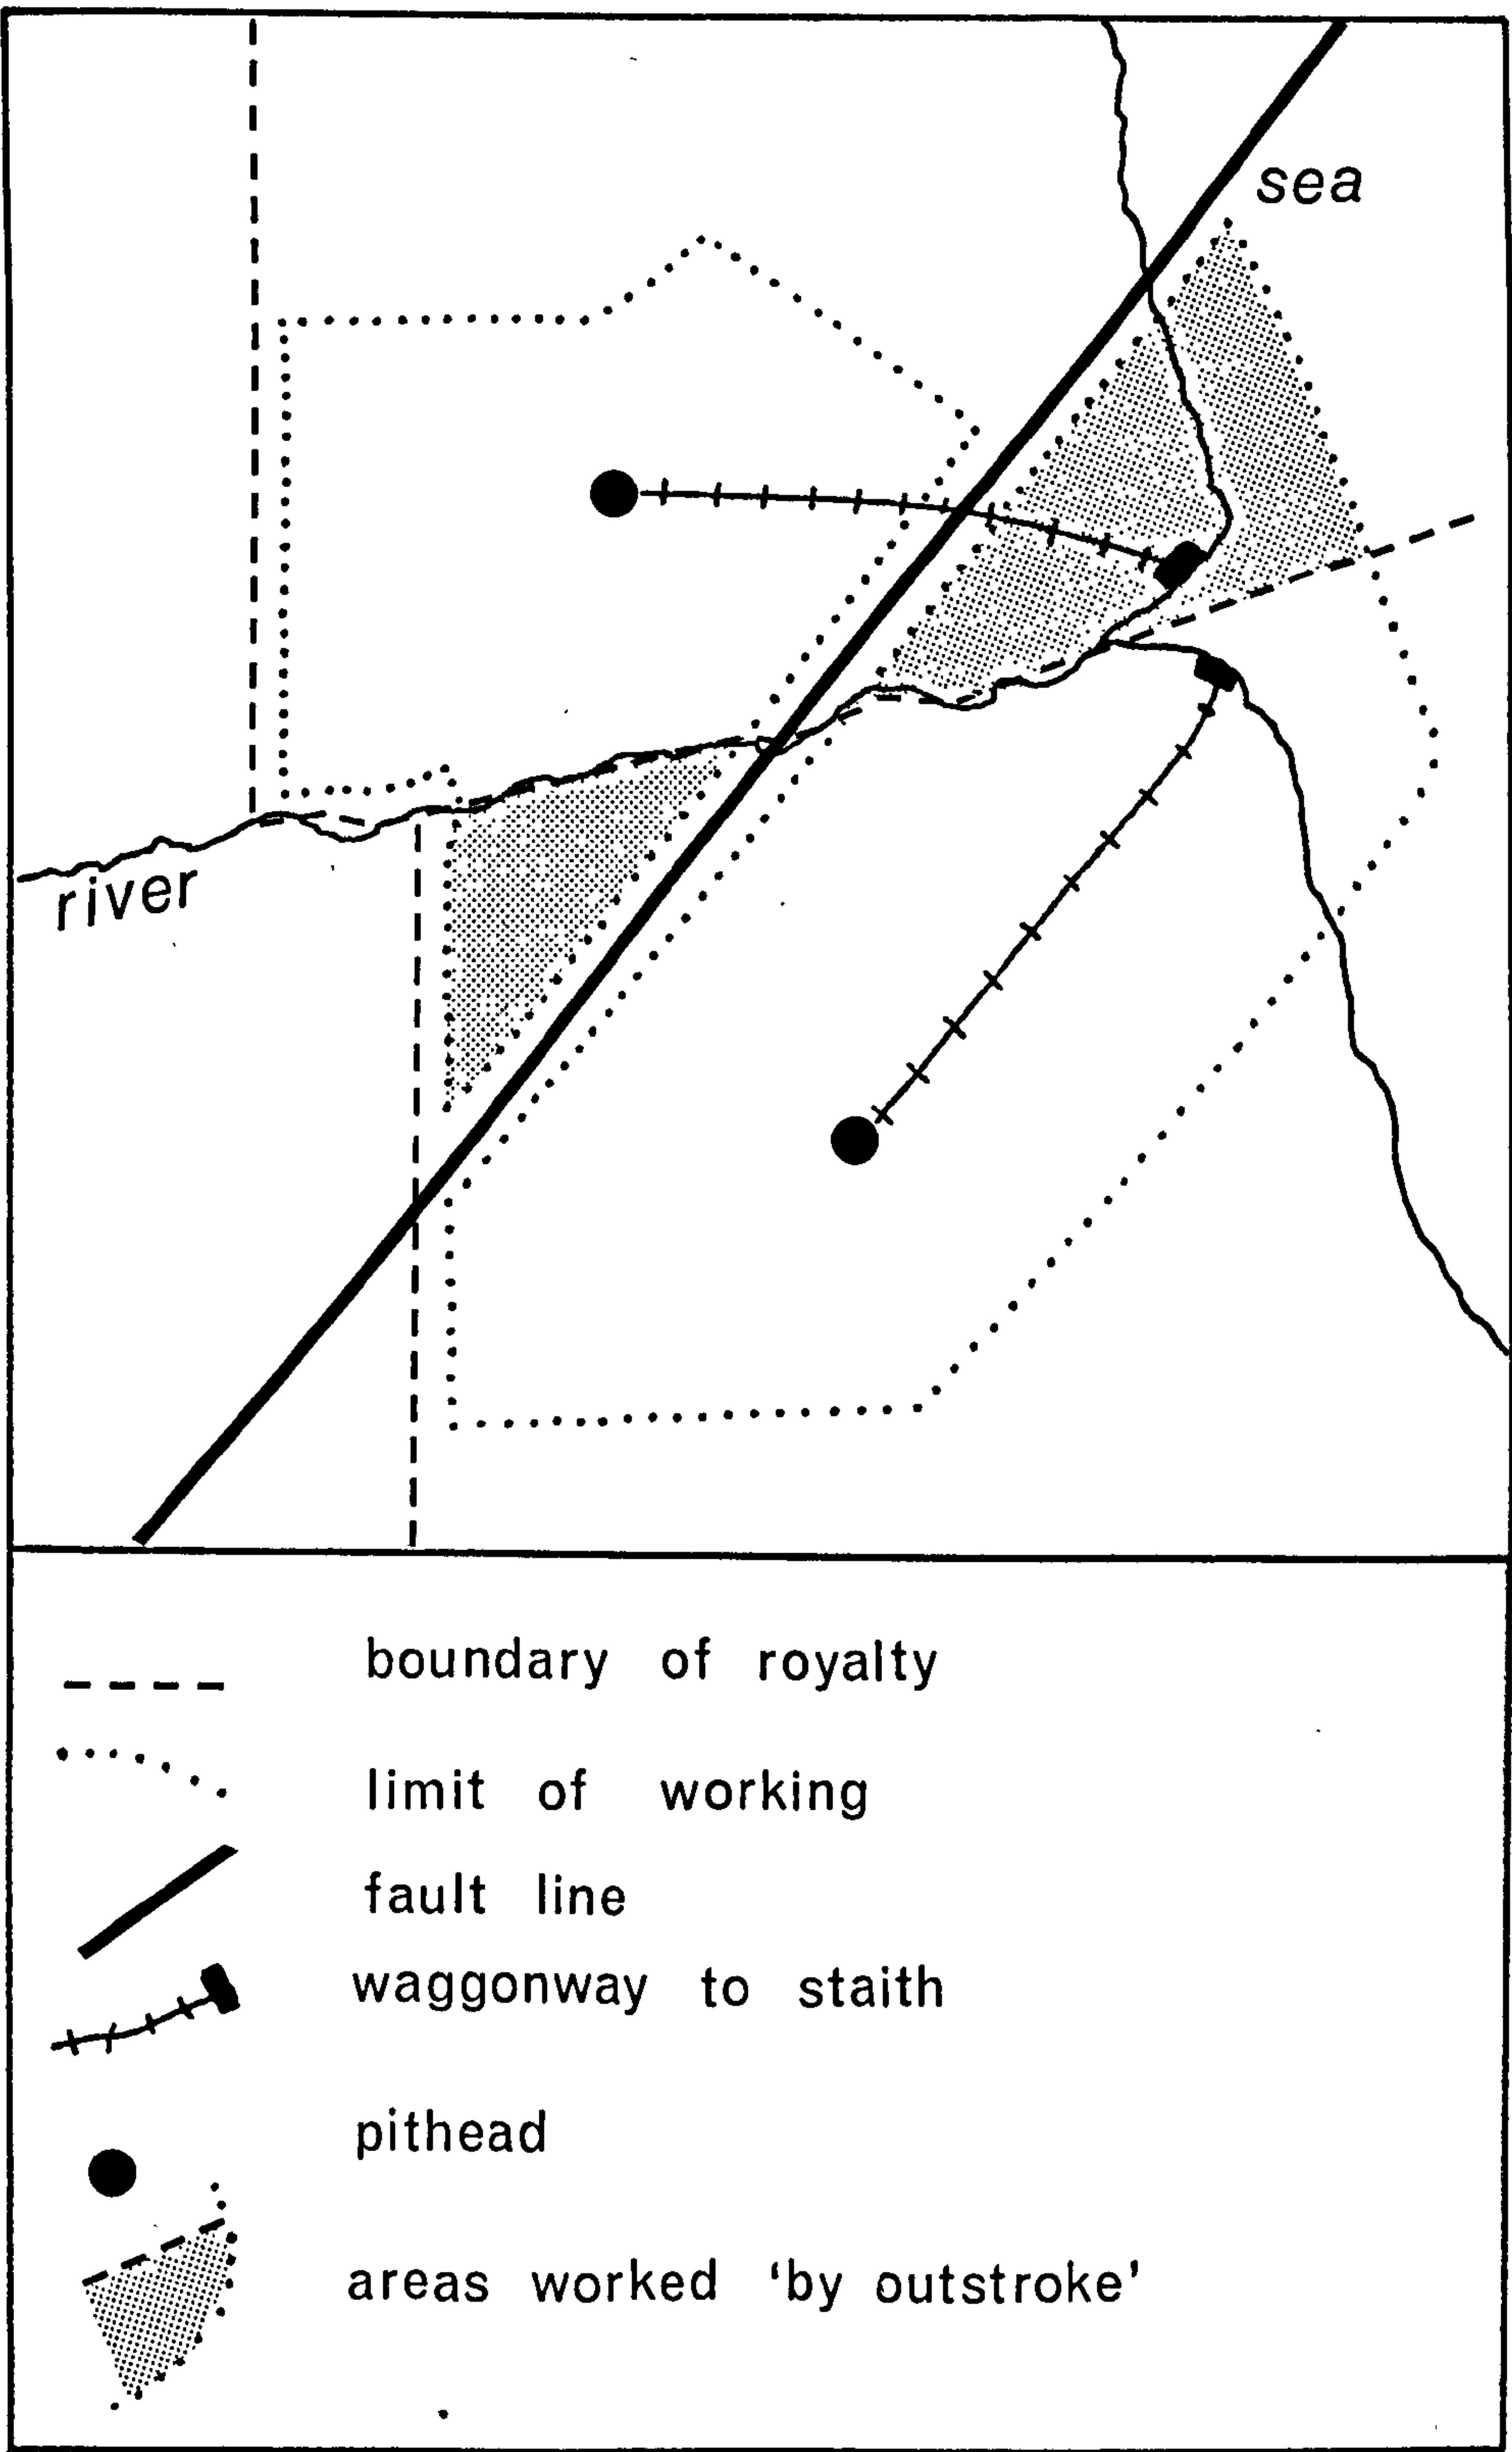 sea
river
boundary of royalty
limit of working
fault line
waggonway to staith
pithead
areas worked ‘by outstroke’